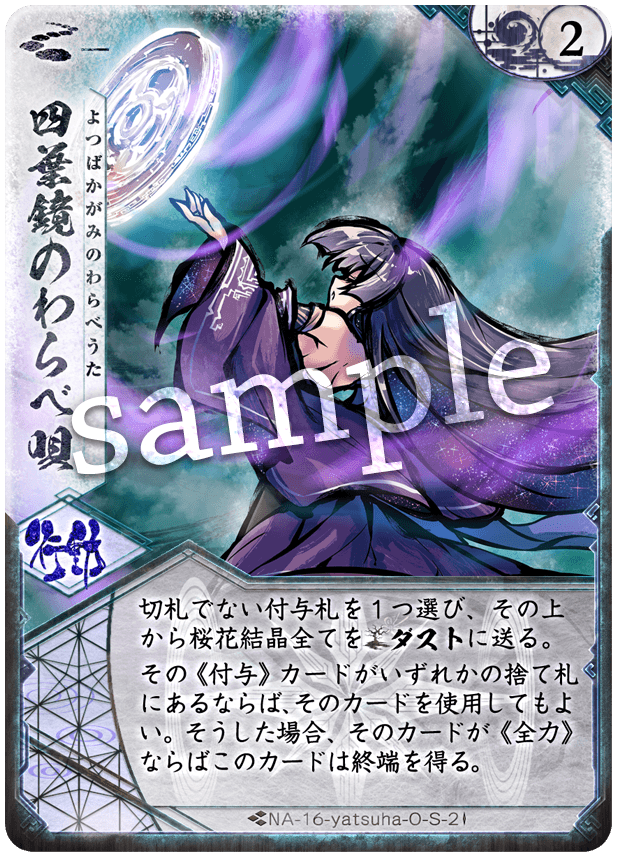 2
四葉鏡のわらべ唄
よつばかがみのわらべうた
sample
行動
切札でない付与札を1つ選び、その上
から桜花結晶全てをダストに送る。
その《付与》カードがいずれかの捨て札
にあるならば、そのカードを使用してもよ
い。そうした場合、そのカードが《全力》
ならばこのカードは終端を得る。
NA-16-yatsuha-O-S-2